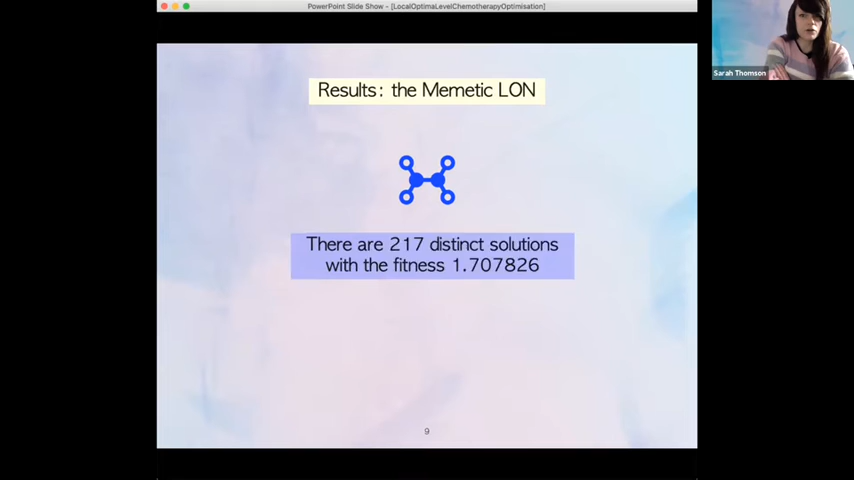 PowerPoint Slide Show - [LocalOptimaLevelChemotherapyOptimisation]
Sarah Thomson
Results: the Memetic LON
There are 217 distinct solutions
with the fitness 1.707826
9